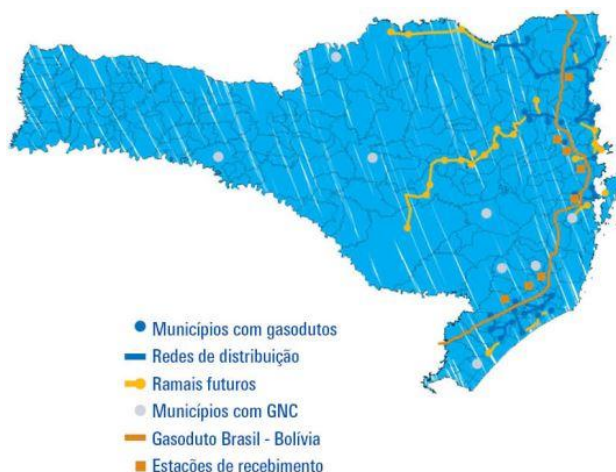 Municípios com gasodutos
Redes de distribuição
Ramais futuros
Municípios com GNC
Gasoduto Brasil - Bolívia
Estações de recebimento